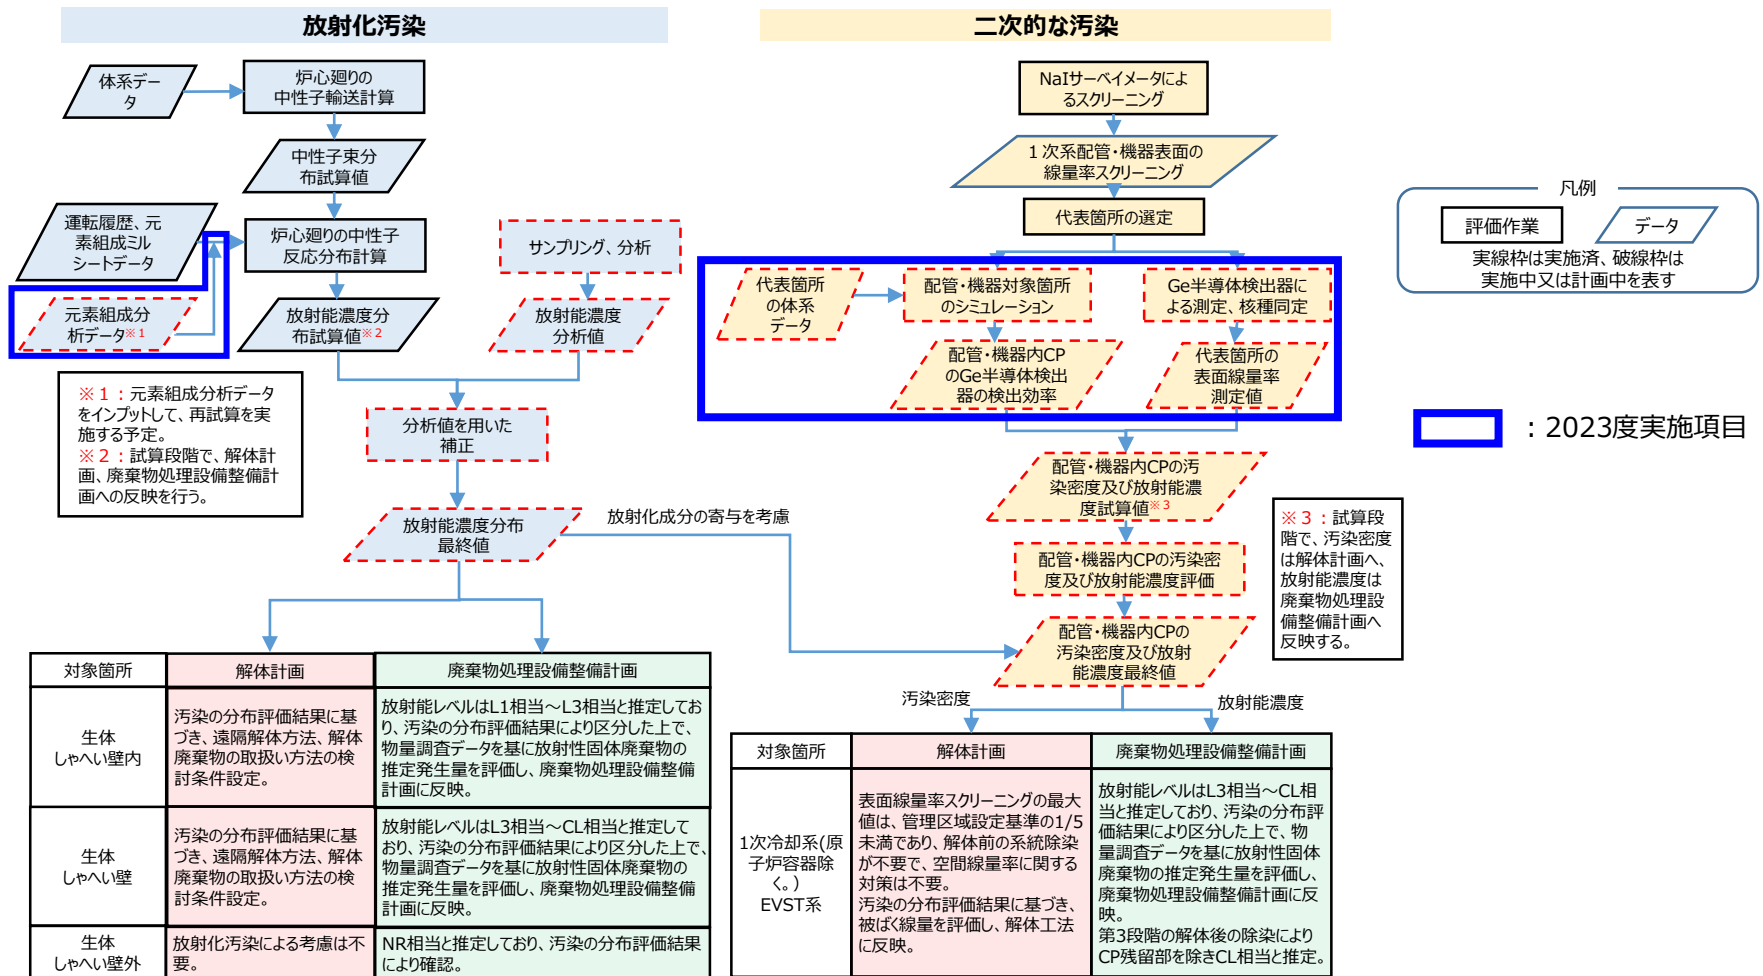 放射化汚染
体系デー
タ
炉心廻りの
中性子輸送計算
中性子束分
布試算値
運転履歴、元
素組成ミル
シートデータ
炉心廻りの中性子
反応分布計算
サンプリング、分析
元素組成分
析データ※1
放射能濃度分
布試算値※2
放射能濃度
分析値
※1：元素組成分析データ
をインプットして、再試算を実
施する予定。
※2：試算段階で、解体計
画、廃棄物処理設備整備計
画への反映を行う。
分析値を用いた
補正
放射能濃度分布
最終値
放射化成分の寄与を考慮
対象箇所
解体計画
廃棄物処理設備整備計画
生体
しゃへい壁内
汚染の分布評価結果に基
づき、遠隔解体方法、解体
廃棄物の取扱い方法の検
討条件設定。
放射能レベルはL1相当～L3相当と推定してお
り、汚染の分布評価結果により区分した上で、
物量調査データを基に放射性固体廃棄物の
推定発生量を評価し、廃棄物処理設備整備
計画に反映。
生体
しゃへい壁
汚染の分布評価結果に基
づき、遠隔解体方法、解体
廃棄物の取扱い方法の検
討条件設定。
放射能レベルはL3相当～CL相当と推定して
おり、汚染の分布評価結果により区分した上で、
物量調査データを基に放射性固体廃棄物の
推定発生量を評価し、廃棄物処理設備整備
計画に反映。
生体
しゃへい壁外
放射化汚染による考慮は不
要。
NR相当と推定しており、汚染の分布評価結果
により確認。
二次的な汚染
NaIサーベイメータによ
るスクリーニング
1次系配管・機器表面の
線量率スクリーニング
代表箇所の選定
代表箇所
の体系
データ
配管・機器対象箇所
のシミュレーション
Ge半導体検出器に
よる測定、核種同定
配管・機器内CP
のGe半導体検出
器の検出効率
代表箇所の
表面線量率
測定値
配管・機器内CPの汚
染密度及び放射能濃
度試算値※3
配管・機器内CPの汚染密
度及び放射能濃度評価
配管・機器内CPの
汚染密度及び放射
能濃度最終値
※3：試算段
階で、汚染密度
は解体計画へ、
放射能濃度は
廃棄物処理設
備整備計画へ
反映する。
汚染密度
放射能濃度
対象箇所
解体計画
廃棄物処理設備整備計画
1次冷却系(原
子炉容器除
く。)
EVST系
表面線量率スクリーニングの最大
値は、管理区域設定基準の1/5
未満であり、解体前の系統除染
が不要で、空間線量率に関する
対策は不要。
汚染の分布評価結果に基づき、
被ばく線量を評価し、解体工法
に反映。
放射能レベルはL3相当～CL相
当と推定しており、汚染の分布評
価結果により区分した上で、物
量調査データを基に放射性固体
廃棄物の推定発生量を評価し、
廃棄物処理設備整備計画に反
映。
第3段階の解体後の除染により
CP残留部を除きCL相当と推定。
凡例
評価作業
データ
実線枠は実施済、破線枠は
実施中又は計画中を表す
：2023度実施項目